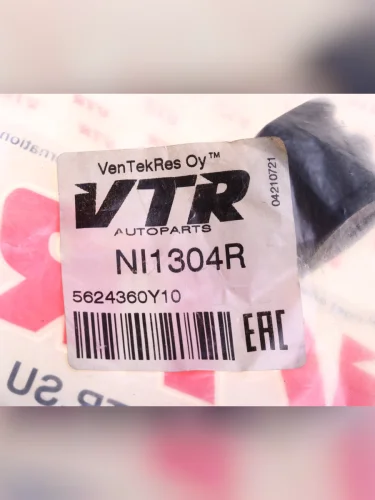 VenTekRes Oy™
VTR
AUTOPARTS
NI1304R
5624360Y10
EAC
04210721